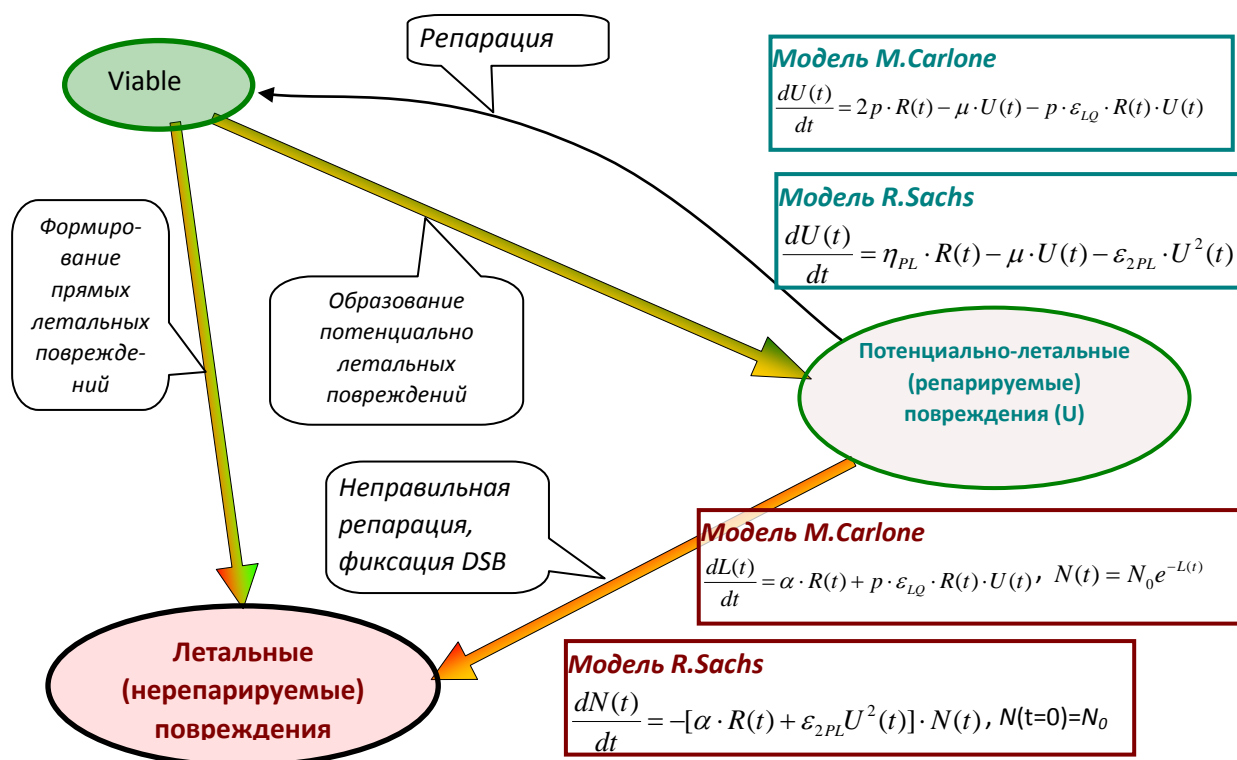 Репарация
Viable
Модель M.Carlone
dU(t)/dt = 2p · R(t) − μ · U(t) − p · ε_LQ · R(t) · U(t)
Модель R.Sachs
dU(t)/dt = η_PL · R(t) − μ · U(t) − ε_2PL · U²(t)
Формиро-
вание
прямых
летальных
поврежде-
ний
Образование
потенциально
летальных
повреждений
Потенциально-летальные
(репарируемые)
повреждения (U)
Неправильная
репарация,
фиксация DSB
Модель M.Carlone
dL(t)/dt = α · R(t) + p · ε_LQ · R(t) · U(t), N(t) = N₀e^(−L(t))
Летальные
(нерепарируемые)
повреждения
Модель R.Sachs
dN(t)/dt = −[α · R(t) + ε_2PL U²(t)] · N(t), N(t=0)=N₀